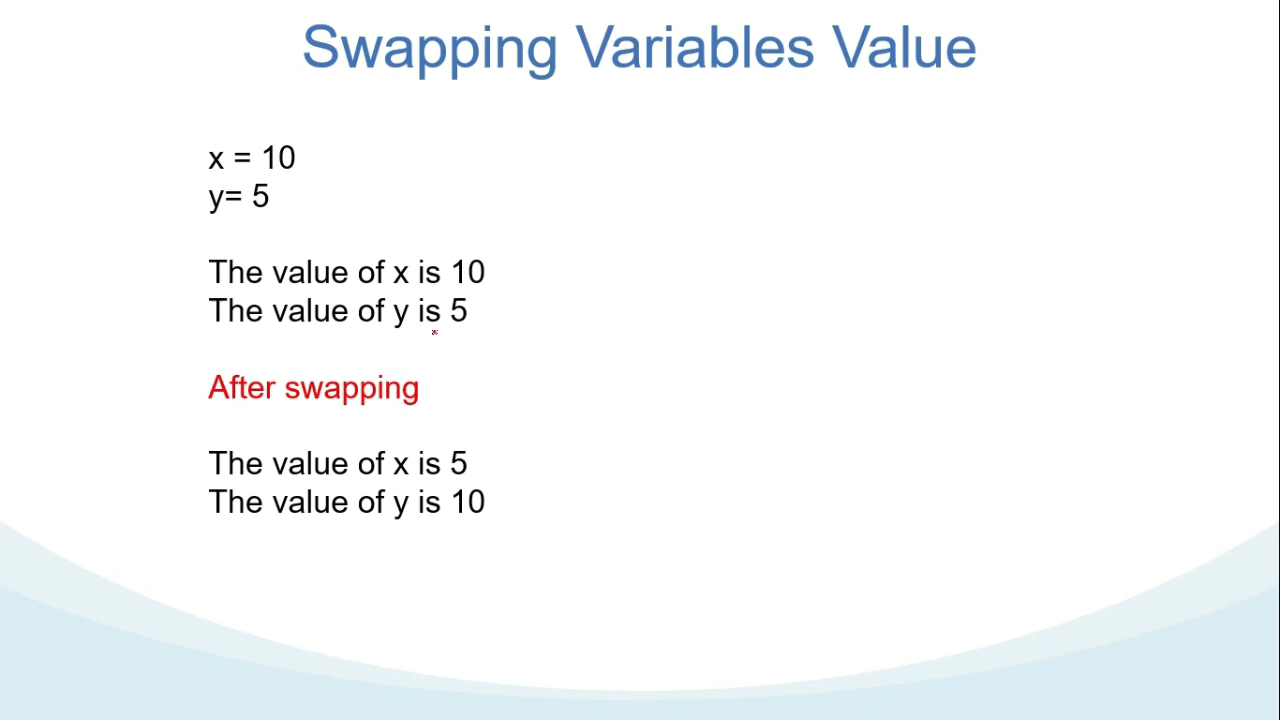 Swapping Variables Value
x = 10
y= 5
The value of x is 10
The value of y is 5
After swapping
The value of x is 5
The value of y is 10